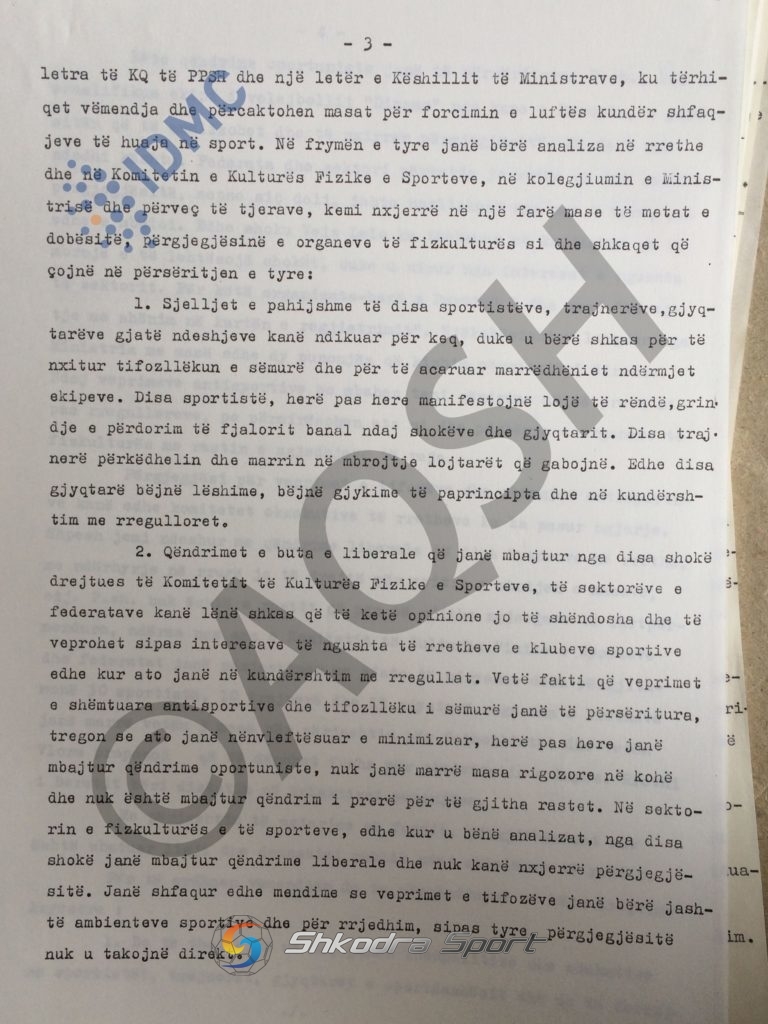 - 3 -
letra të KQ të PPSH dhe një letër e Këshillit të Ministrave, ku tërhi-
qet vëmendja dhe përcaktohen masat për forcimin e luftës kundër shfaq-
jeve të huaja në sport. Në frymën e tyre janë bërë analiza në rrethe
dhe në Komitetin e Kulturës Fizike e Sporteve, në kolegjiumin e Minis-
trisë dhe përveç të tjerave, kemi nxjerrë në një farë mase të metat e
dobësitë, përgjegjësinë e organeve të fizkulturës si dhe shkaqet që
çojnë në përsëritjen e tyre:
1. Sjelljet e pahijshme të disa sportistëve, trajnerëve,gjyq-
tarëve gjatë ndeshjeve kanë ndikuar për keq, duke u bërë shkas për të
nxitur tifozllëkun e sëmurë dhe për të acaruar marrëdhëniet ndërmjet
ekipeve. Disa sportistë, herë pas here manifestojnë lojë të rëndë,grin-
dje e përdorim të fjalorit banal ndaj shokëve dhe gjyqtarit. Disa traj-
nerë përkëdhelin dhe marrin në mbrojtje lojtarët që gabojnë. Edhe disa
gjyqtarë bëjnë lëshime, bëjnë gjykime të paprincipta dhe në kundërsh-
tim me rregulloret.
2. Qëndrimet e buta e liberale që janë mbajtur nga disa shokë
drejtues të Komitetit të Kulturës Fizike e Sporteve, të sektorëve e
federatave kanë lënë shkas që të ketë opinione jo të shëndosha dhe të
veprohet sipas interesave të ngushta të rretheve e klubeve sportive
edhe kur ato janë në kundërshtim me rregullat. Vetë fakti që veprimet
e shëmtuara antisportive dhe tifozllëku i sëmurë janë të përsëritura,
tregon se ato janë nënvleftësuar e minimizuar, herë pas here janë
mbajtur qëndrime oportuniste, nuk janë marrë masa rigozore në kohë
dhe nuk është mbajtur qëndrim i prerë për të gjitha rastet. Në sekto-
rin e fizkulturës e të sporteve, edhe kur u bënë analizat, nga disa
shokë janë mbajtur qëndrime liberale dhe nuk kanë nxjerrë përgjegjë-
sitë. Janë shfaqur edhe mendime se veprimet e tifozëve janë bërë jash-
të ambienteve sportive dhe për rrjedhim, sipas tyre, përgjegjësitë
nuk u takojnë direkt.
IDMC
©AQSH
Shkodra Sport